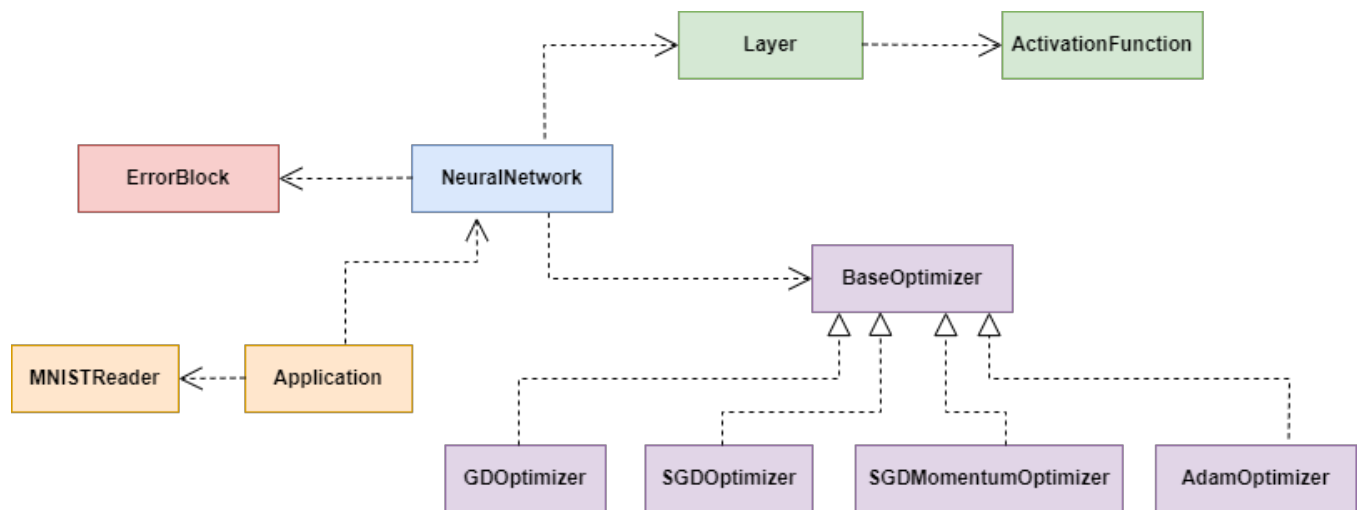 Layer
ActivationFunction
ErrorBlock
NeuralNetwork
BaseOptimizer
MNISTReader
Application
GDOptimizer
SGDOptimizer
SGDMomentumOptimizer
AdamOptimizer